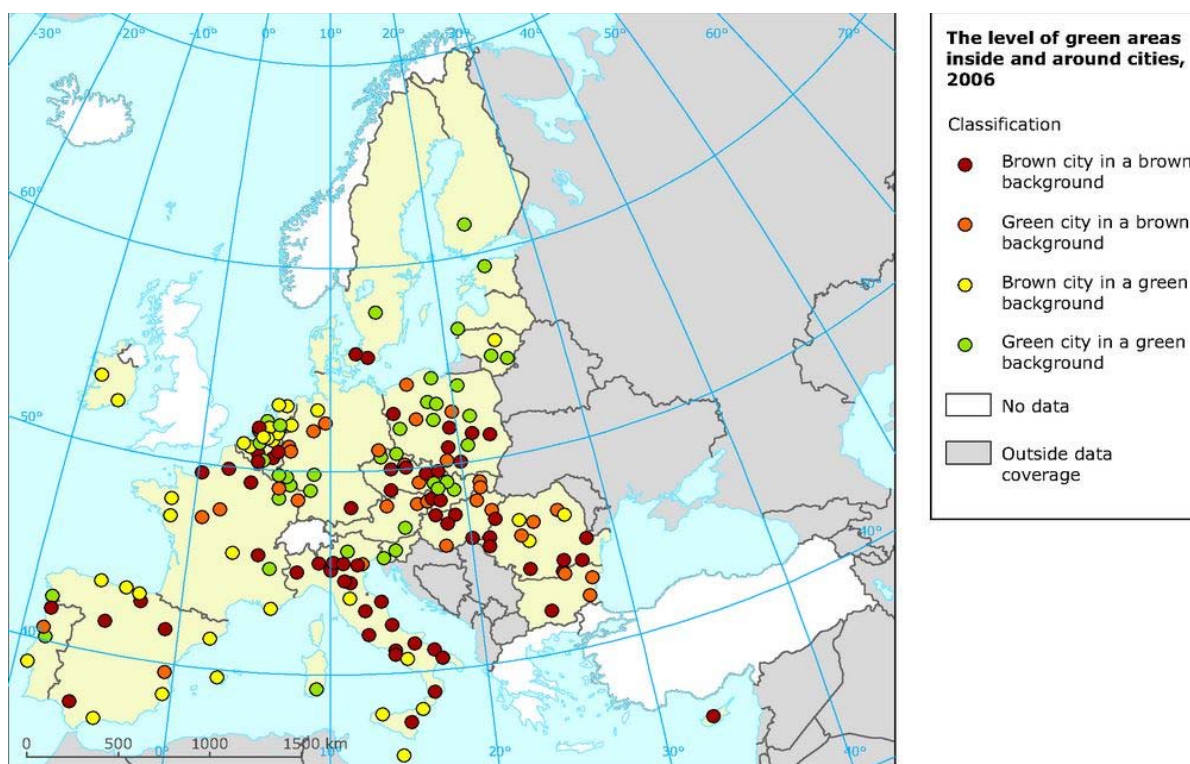 -30°
-20°
-10°
0°
10°
20°
30°
40°
50°
60°
70°
60°
50°
40°
50°
40°
0
500
1000
1500 km
0°
10°
20°
30°
40°
The level of green areas
inside and around cities,
2006
Classification
Brown city in a brown
background
Green city in a brown
background
Brown city in a green
background
Green city in a green
background
No data
Outside data
coverage